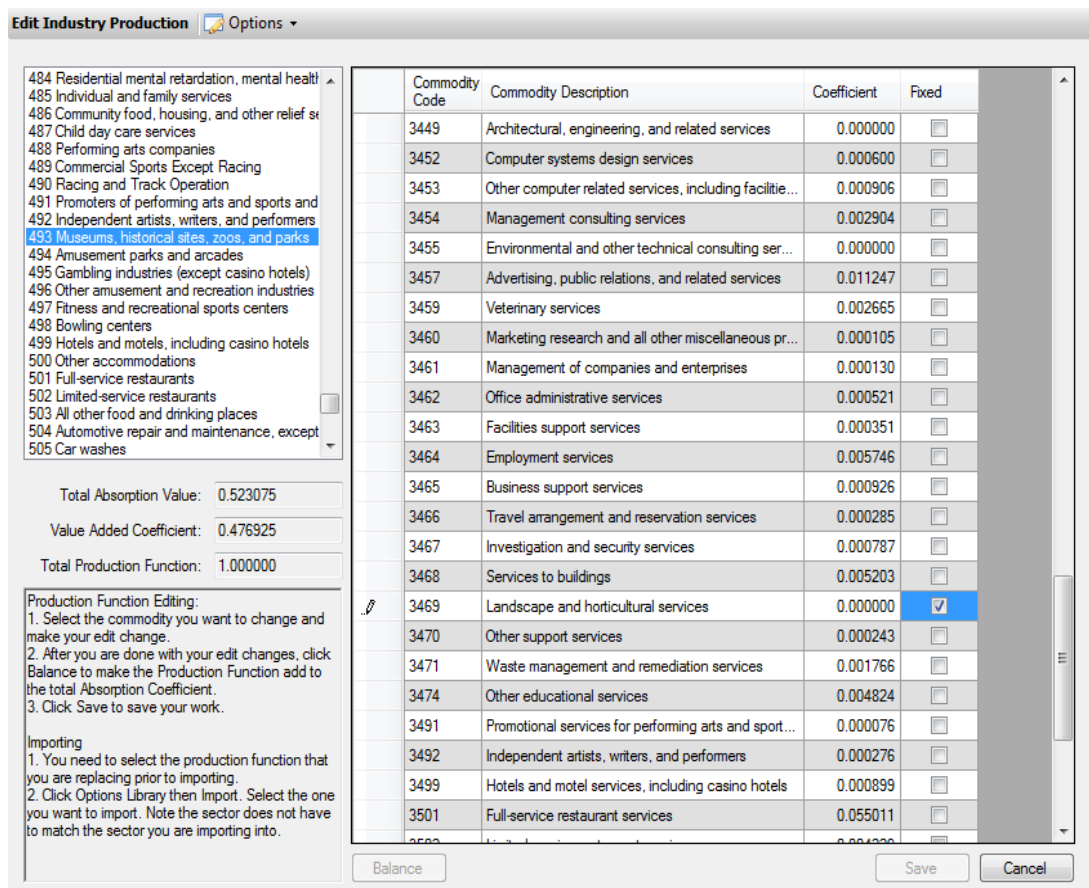 Edit Industry Production Options
484 Residential mental retardation, mental healt
485 Individual and family services
486 Community food, housing, and other relief se
487 Child day care services
488 Performing arts companies
489 Commercial Sports Except Racing
490 Racing and Track Operation
491 Promoters of performing arts and sports and
492 Independent artists, writers, and performers
493 Museums, historical sites, zoos, and parks
494 Amusement parks and arcades
495 Gambling industries (except casino hotels)
496 Other amusement and recreation industries
497 Fitness and recreational sports centers
498 Bowling centers
499 Hotels and motels, including casino hotels
500 Other accommodations
501 Full-service restaurants
502 Limited-service restaurants
503 All other food and drinking places
504 Automotive repair and maintenance, except
505 Car washes
Total Absorption Value: 0.523075
Value Added Coefficient: 0.476925
Total Production Function: 1.000000
Production Function Editing:
1. Select the commodity you want to change and
make your edit change.
2. After you are done with your edit changes, click
Balance to make the Production Function add to
the total Absorption Coefficient.
3. Click Save to save your work.
Importing
1. You need to select the production function that
you are replacing prior to importing.
2. Click Options Library then Import. Select the one
you want to import. Note the sector does not have
to match the sector you are importing into.
Commodity Code Commodity Description Coefficient Fixed
3449 Architectural, engineering, and related services 0.000000
3452 Computer systems design services 0.000600
3453 Other computer related services, including facilitie... 0.000906
3454 Management consulting services 0.002904
3455 Environmental and other technical consulting ser... 0.000000
3457 Advertising, public relations, and related services 0.011247
3459 Veterinary services 0.002665
3460 Marketing research and all other miscellaneous pr... 0.000105
3461 Management of companies and enterprises 0.000130
3462 Office administrative services 0.000521
3463 Facilities support services 0.000351
3464 Employment services 0.005746
3465 Business support services 0.000926
3466 Travel arrangement and reservation services 0.000285
3467 Investigation and security services 0.000787
3468 Services to buildings 0.005203
3469 Landscape and horticultural services 0.000000
3470 Other support services 0.000243
3471 Waste management and remediation services 0.001766
3474 Other educational services 0.004824
3491 Promotional services for performing arts and sport... 0.000076
3492 Independent artists, writers, and performers 0.000276
3499 Hotels and motel services, including casino hotels 0.000899
3501 Full-service restaurant services 0.055011
Balance Save Cancel